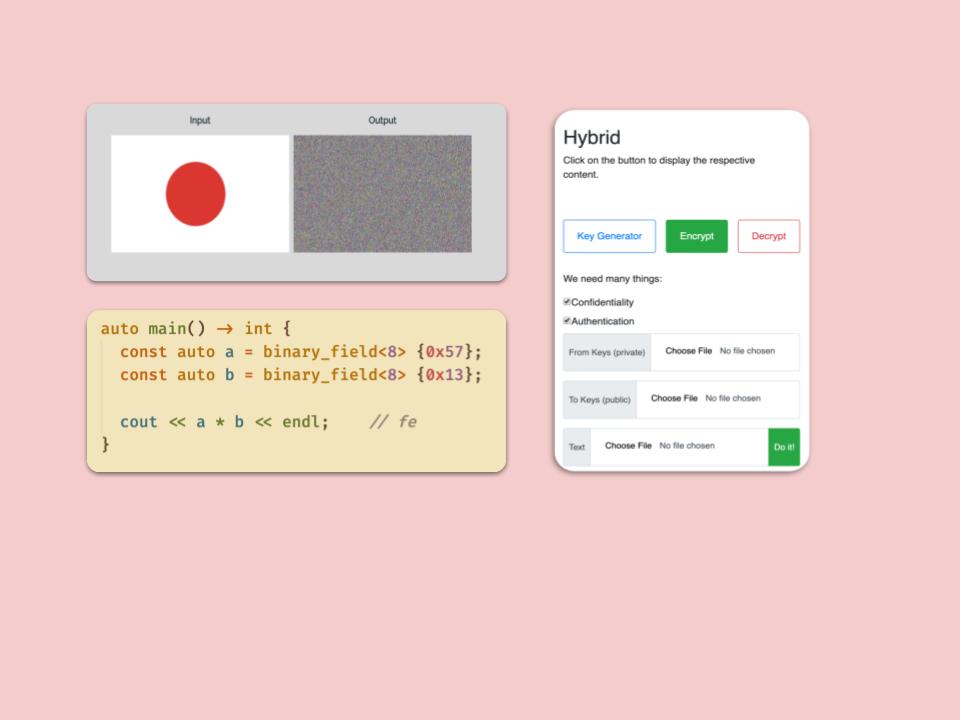 Input
Output
auto main() → int {
const auto a = binary_field<8> {0x57};
const auto b = binary_field<8> {0x13};
cout << a * b << endl; // fe
}
Hybrid
Click on the button to display the respective
content.
Key Generator
Encrypt
Decrypt
We need many things:
Confidentiality
Authentication
From Keys (private) Choose File No file chosen
To Keys (public) Choose File No file chosen
Text Choose File No file chosen Do it!